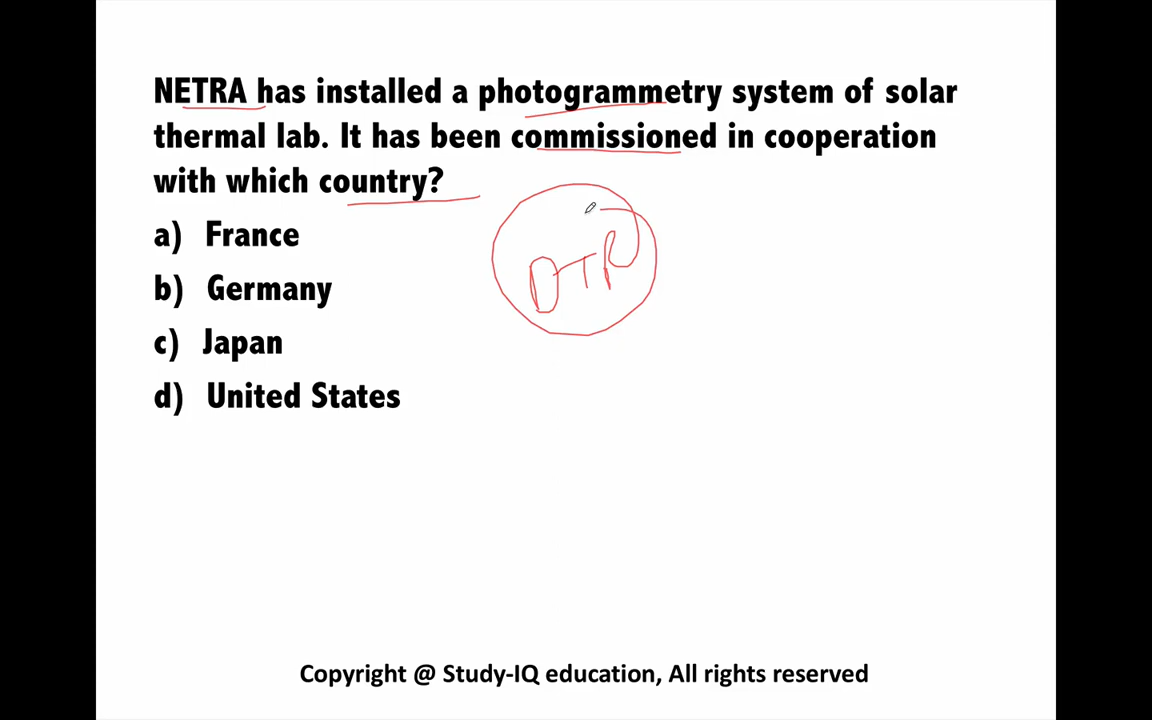 NETRA has installed a photogrammetry system of solar
thermal lab. It has been commissioned in cooperation
with which country?
a) France
b) Germany
c) Japan
d) United States
DTR
Copyright @ Study-IQ education, All rights reserved